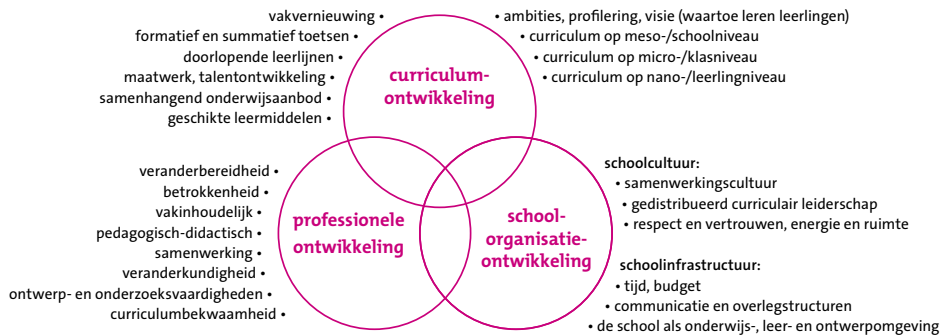 vakvernieuwing •
formatief en summatief toetsen •
doorlopende leerlijnen •
maatwerk, talentontwikkeling •
samenhangend onderwijsaanbod •
geschikte leermiddelen •
• ambities, profilering, visie (waartoe leren leerlingen)
• curriculum op meso-/schoolniveau
• curriculum op micro-/klasniveau
• curriculum op nano-/leerlingniveau
curriculum-
ontwikkeling
veranderbereidheid •
betrokkenheid •
vakinhoudelijk •
pedagogisch-didactisch •
samenwerking •
veranderkundigheid •
ontwerp- en onderzoeksvaardigheden •
curriculumbekwaamheid •
professionele
ontwikkeling
school-
organisatie-
ontwikkeling
schoolcultuur:
• samenwerkingscultuur
• gedistribueerd curriculair leiderschap
• respect en vertrouwen, energie en ruimte
schoolinfrastructuur:
• tijd, budget
• communicatie en overlegstructuren
• de school als onderwijs-, leer- en ontwerpomgeving